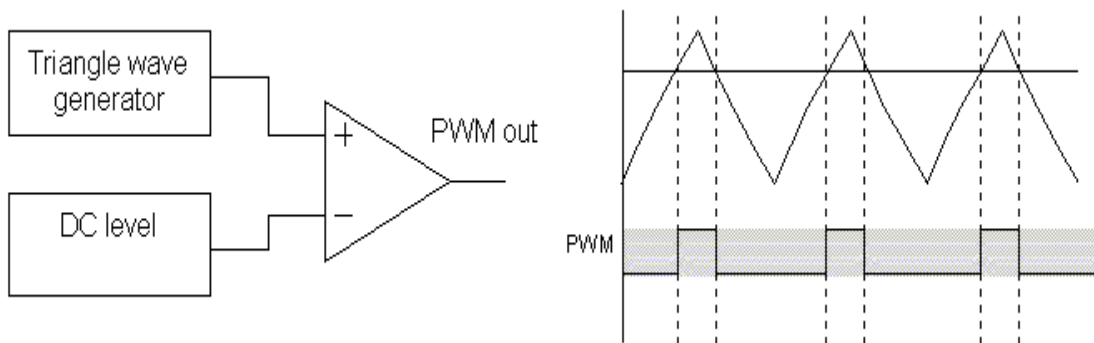 Triangle wave
generator
+
PWM out
−
DC level
PWM